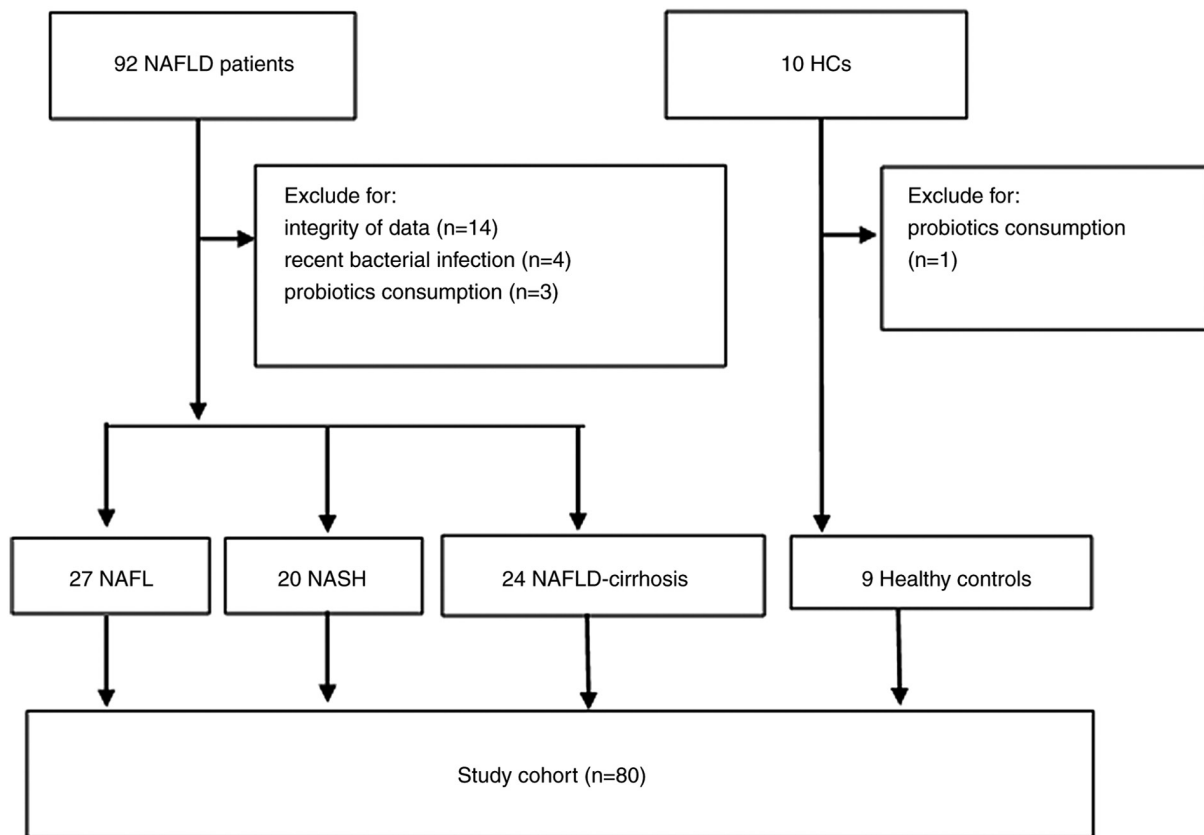 92 NAFLD patients
10 HCs
Exclude for:
integrity of data (n=14)
recent bacterial infection (n=4)
probiotics consumption (n=3)
Exclude for:
probiotics consumption
(n=1)
27 NAFL
20 NASH
24 NAFLD-cirrhosis
9 Healthy controls
Study cohort (n=80)